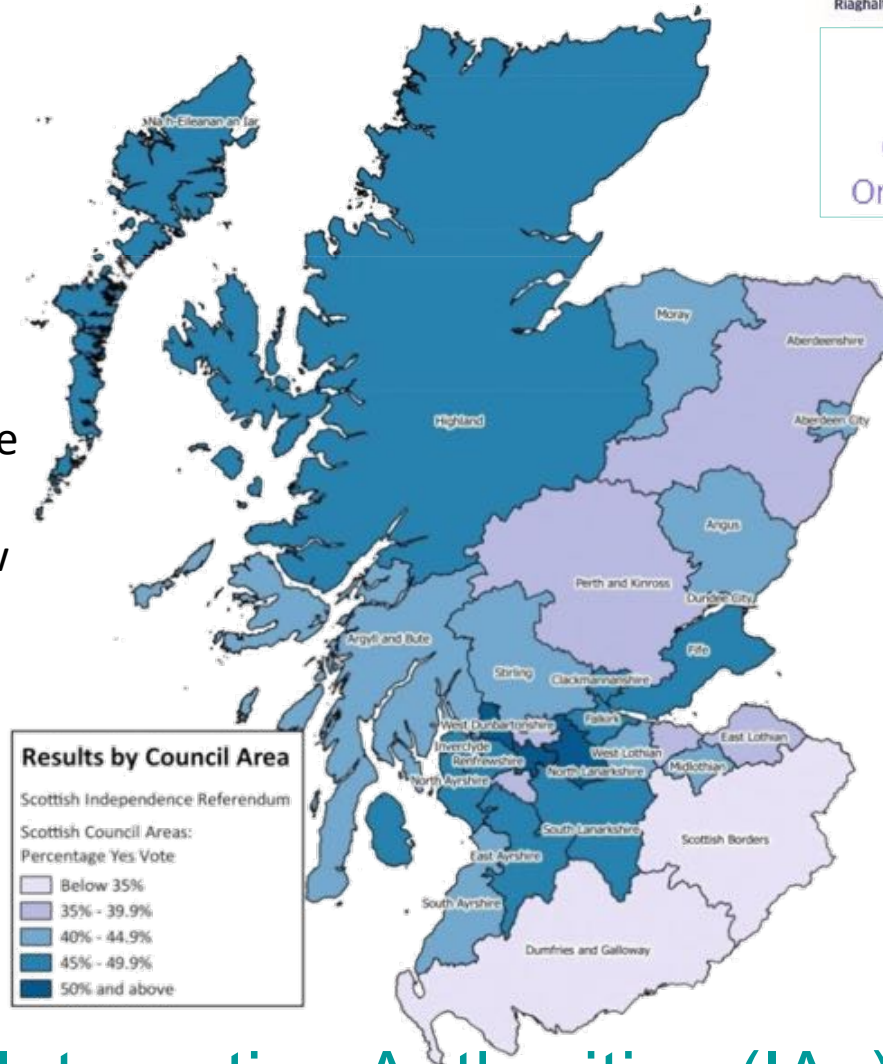 Riaghalt
Or
Na h-Eileanan an Iar
Moray
Aberdeenshire
Aberdeen City
Highland
e
Angus
w
Perth and Kinross
Dundee City
Argyll and Bute
Fife
Stirling
Clackmannanshire
West Dunbartonshire
Falkirk
East Lothian
Inverclyde
Renfrewshire
West Lothian
Midlothian
North Ayrshire
North Lanarkshire
South Lanarkshire
Scottish Borders
East Ayrshire
South Ayrshire
Dumfries and Galloway
Results by Council Area
Scottish Independence Referendum
Scottish Council Areas:
Percentage Yes Vote
Below 35%
35% - 39.9%
40% - 44.9%
45% - 49.9%
50% and above